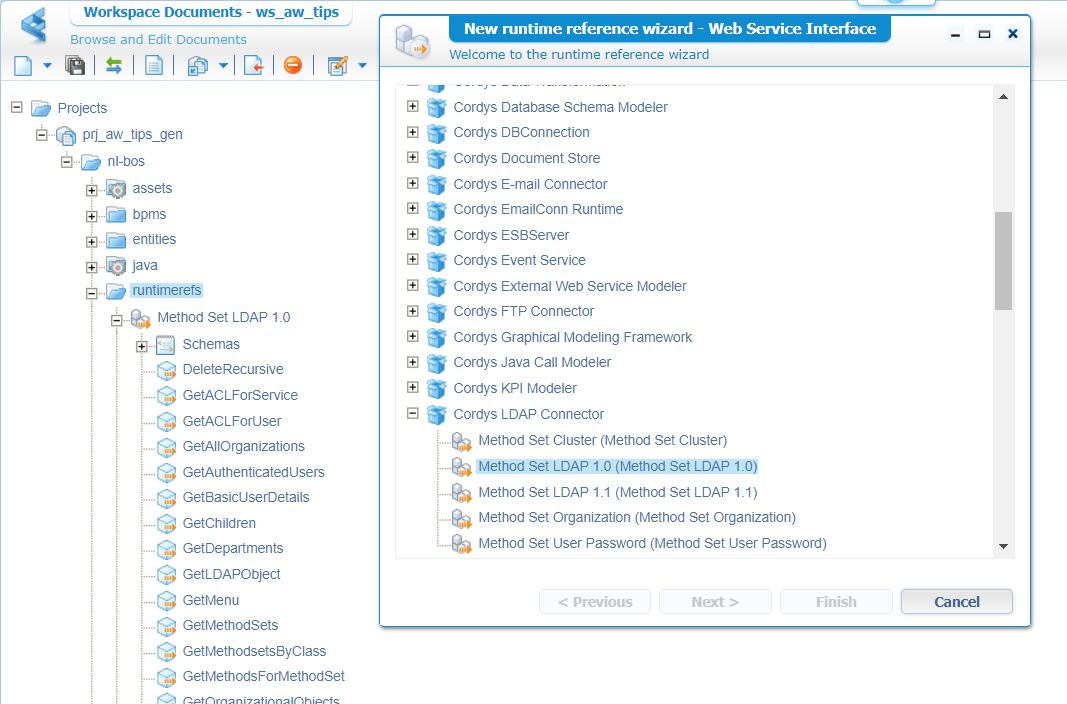 Workspace Documents - ws_aw_tips
Browse and Edit Documents
Projects
prj_aw_tips_gen
nl-bos
assets
bpms
entities
java
runtimerefs
Method Set LDAP 1.0
Schemas
DeleteRecursive
GetACLForService
GetACLForUser
GetAllOrganizations
GetAuthenticatedUsers
GetBasicUserDetails
GetChildren
GetDepartments
GetLDAPObject
GetMenu
GetMethodSets
GetMethodsetsByClass
GetMethodsForMethodSet
GetOrganizationalObjects
New runtime reference wizard - Web Service Interface
Welcome to the runtime reference wizard
Cordys Data Transformation
Cordys Database Schema Modeler
Cordys DBConnection
Cordys Document Store
Cordys E-mail Connector
Cordys EmailConn Runtime
Cordys ESBServer
Cordys Event Service
Cordys External Web Service Modeler
Cordys FTP Connector
Cordys Graphical Modeling Framework
Cordys Java Call Modeler
Cordys KPI Modeler
Cordys LDAP Connector
Method Set Cluster (Method Set Cluster)
Method Set LDAP 1.0 (Method Set LDAP 1.0)
Method Set LDAP 1.1 (Method Set LDAP 1.1)
Method Set Organization (Method Set Organization)
Method Set User Password (Method Set User Password)
< Previous
Next >
Finish
Cancel